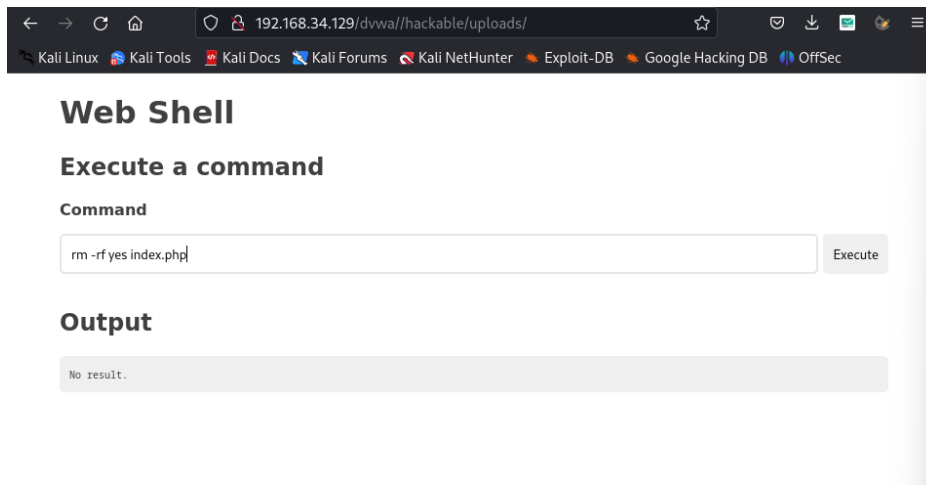 192.168.34.129/dvwa//hackable/uploads/
Kali Linux Kali Tools Kali Docs Kali Forums Kali NetHunter Exploit-DB Google Hacking DB OffSec
Web Shell
Execute a command
Command
rm -rf yes index.php
Execute
Output
No result.